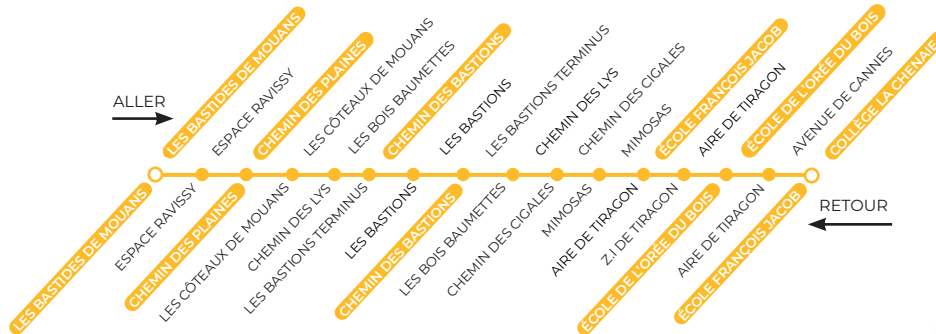 ALLER
LES BASTIDES DE MOUANS
ESPACE RAVISSY
CHEMIN DES PLAINES
LES CÔTEAUX DE MOUANS
LES BOIS BAUMETTES
CHEMIN DES BASTIONS
LES BASTIONS
LES BASTIONS TERMINUS
CHEMIN DES LYS
CHEMIN DES CIGALES
MIMOSAS
ÉCOLE FRANÇOIS JACOB
AIRE DE TIRAGON
ÉCOLE DE L'ORÉE DU BOIS
AVENUE DE CANNES
COLLÈGE LA CHENAIE
RETOUR
LES BASTIDES DE MOUANS
ESPACE RAVISSY
CHEMIN DES PLAINES
LES CÔTEAUX DE MOUANS
CHEMIN DES LYS
LES BASTIONS TERMINUS
LES BASTIONS
CHEMIN DES BASTIONS
LES BOIS BAUMETTES
CHEMIN DES CIGALES
MIMOSAS
AIRE DE TIRAGON
Z.I DE TIRAGON
ÉCOLE DE L'ORÉE DU BOIS
AIRE DE TIRAGON
ÉCOLE FRANÇOIS JACOB